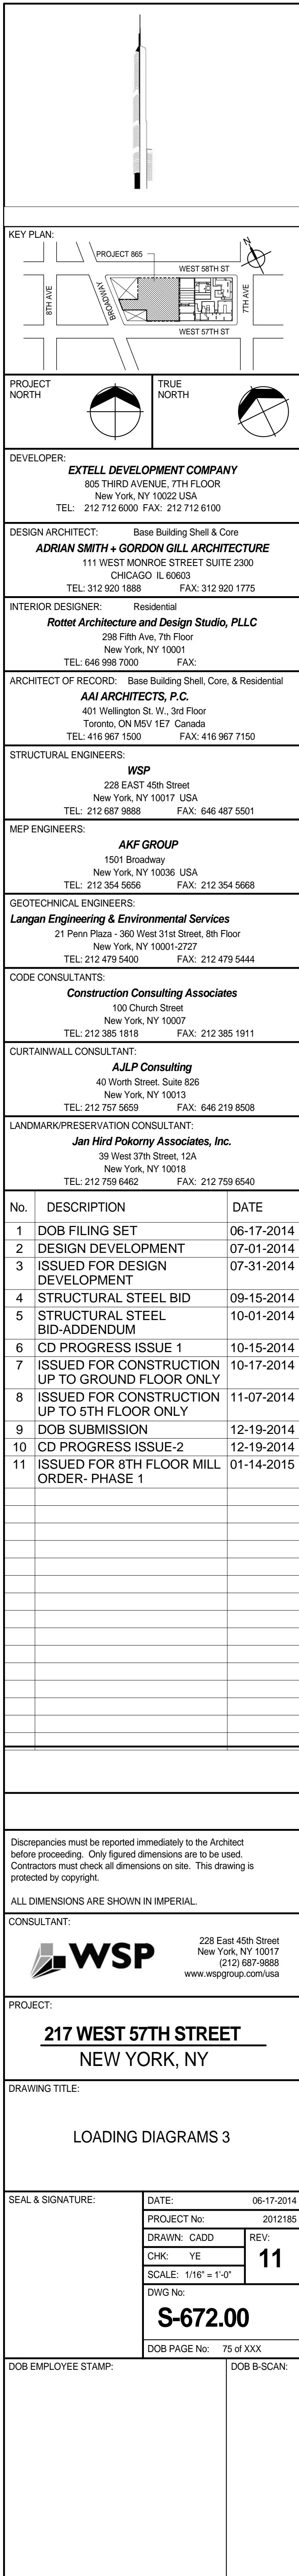 KEY PLAN:
N
PROJECT 865
WEST 58TH ST
8TH AVE
BROADWAY
7TH AVE
WEST 57TH ST
PROJECT
NORTH
TRUE
NORTH
DEVELOPER:
EXTELL DEVELOPMENT COMPANY
805 THIRD AVENUE, 7TH FLOOR
New York, NY 10022 USA
TEL: 212 712 6000 FAX: 212 712 6100
DESIGN ARCHITECT: Base Building Shell & Core
ADRIAN SMITH + GORDON GILL ARCHITECTURE
111 WEST MONROE STREET SUITE 2300
CHICAGO IL 60603
TEL: 312 920 1888 FAX: 312 920 1775
INTERIOR DESIGNER: Residential
Rottet Architecture and Design Studio, PLLC
298 Fifth Ave, 7th Floor
New York, NY 10001
TEL: 646 998 7000 FAX:
ARCHITECT OF RECORD: Base Building Shell, Core, & Residential
AAI ARCHITECTS, P.C.
401 Wellington St. W., 3rd Floor
Toronto, ON M5V 1E7 Canada
TEL: 416 967 1500 FAX: 416 967 7150
STRUCTURAL ENGINEERS:
WSP
228 EAST 45th Street
New York, NY 10017 USA
TEL: 212 687 9888 FAX: 646 487 5501
MEP ENGINEERS:
AKF GROUP
1501 Broadway
New York, NY 10036 USA
TEL: 212 354 5656 FAX: 212 354 5668
GEOTECHNICAL ENGINEERS:
Langan Engineering & Environmental Services
21 Penn Plaza - 360 West 31st Street, 8th Floor
New York, NY 10001-2727
TEL: 212 479 5400 FAX: 212 479 5444
CODE CONSULTANTS:
Construction Consulting Associates
100 Church Street
New York, NY 10007
TEL: 212 385 1818 FAX: 212 385 1911
CURTAINWALL CONSULTANT:
AJLP Consulting
40 Worth Street. Suite 826
New York, NY 10013
TEL: 212 757 5659 FAX: 646 219 8508
LANDMARK/PRESERVATION CONSULTANT:
Jan Hird Pokorny Associates, Inc.
39 West 37th Street, 12A
New York, NY 10018
TEL: 212 759 6462 FAX: 212 759 6540
No. DESCRIPTION DATE
1 DOB FILING SET 06-17-2014
2 DESIGN DEVELOPMENT 07-01-2014
3 ISSUED FOR DESIGN 07-31-2014
DEVELOPMENT
4 STRUCTURAL STEEL BID 09-15-2014
5 STRUCTURAL STEEL 10-01-2014
BID-ADDENDUM
6 CD PROGRESS ISSUE 1 10-15-2014
7 ISSUED FOR CONSTRUCTION 10-17-2014
UP TO GROUND FLOOR ONLY
8 ISSUED FOR CONSTRUCTION 11-07-2014
UP TO 5TH FLOOR ONLY
9 DOB SUBMISSION 12-19-2014
10 CD PROGRESS ISSUE-2 12-19-2014
11 ISSUED FOR 8TH FLOOR MILL 01-14-2015
ORDER- PHASE 1
Discrepancies must be reported immediately to the Architect
before proceeding. Only figured dimensions are to be used.
Contractors must check all dimensions on site. This drawing is
protected by copyright.
ALL DIMENSIONS ARE SHOWN IN IMPERIAL.
CONSULTANT:
WSP
228 East 45th Street
New York, NY 10017
(212) 687-9888
www.wspgroup.com/usa
PROJECT:
217 WEST 57TH STREET
NEW YORK, NY
DRAWING TITLE:
LOADING DIAGRAMS 3
SEAL & SIGNATURE:
DATE: 06-17-2014
PROJECT No: 2012185
DRAWN: CADD
CHK: YE
SCALE: 1/16" = 1'-0"
REV:
11
DWG No:
S-672.00
DOB PAGE No: 75 of XXX
DOB EMPLOYEE STAMP:
DOB B-SCAN: